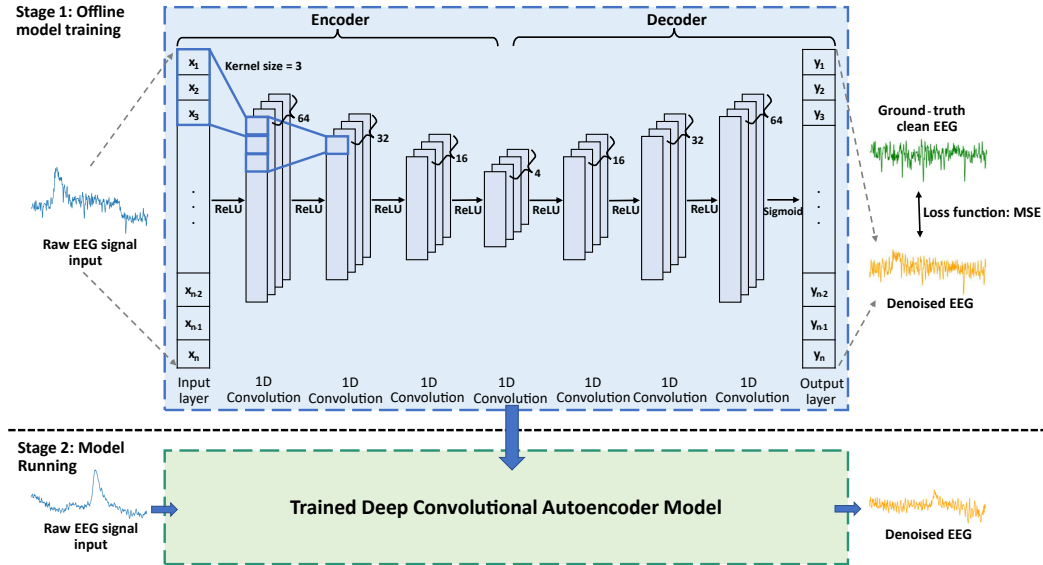 Stage 1: Offline
model training
Encoder
Decoder
Kernel size = 3
x1
x2
x3
.
.
.
.
xn-2
xn-1
xn
64
32
16
4
16
32
64
ReLU
ReLU
ReLU
ReLU
ReLU
ReLU
ReLU
Sigmoid
y1
y2
y3
.
.
.
.
yn-2
yn-1
yn
Raw EEG signal
input
Ground-truth
clean EEG
Loss function: MSE
Denoised EEG
Input
layer
1D
Convolution
1D
Convolution
1D
Convolution
1D
Convolution
1D
Convolution
1D
Convolution
1D
Convolution
Output
layer
Stage 2: Model
Running
Raw EEG signal
input
Trained Deep Convolutional Autoencoder Model
Denoised EEG